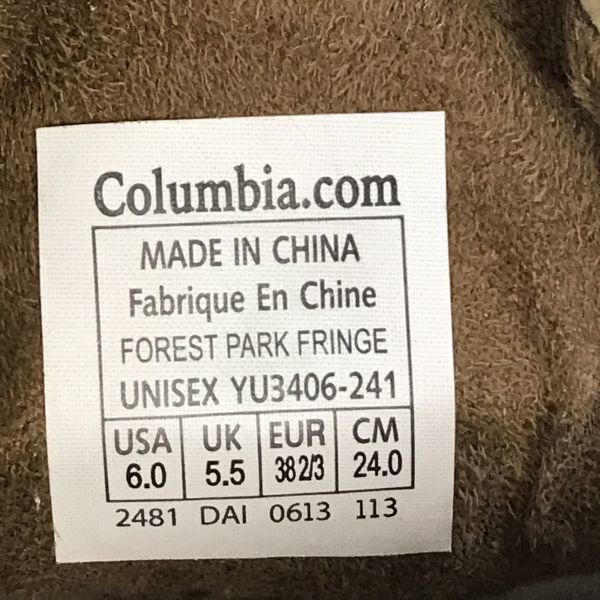 Columbia.com
MADE IN CHINA
Fabrique En Chine
FOREST PARK FRINGE
UNISEX YU3406-241
USA UK EUR CM
6.0 5.5 38 2/3 24.0
2481 DAI 0613 113